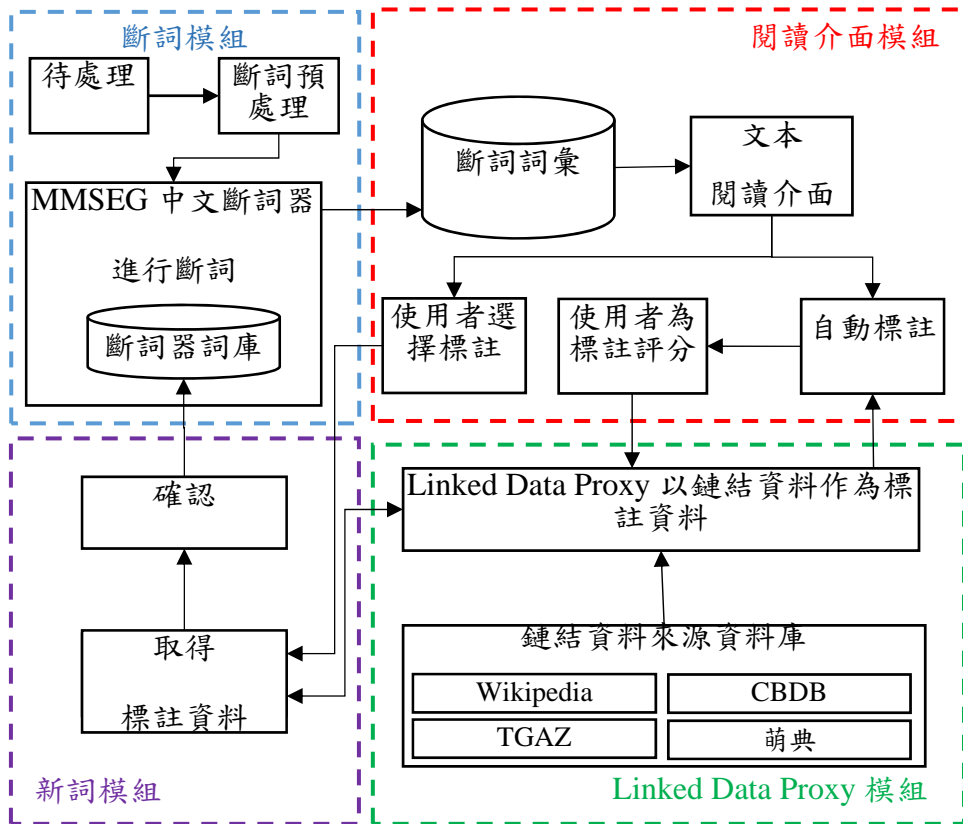 斷詞模組
待處理
斷詞預
處理
MMSEG 中文斷詞器
進行斷詞
斷詞器詞庫
閱讀介面模組
斷詞詞彙
文本
閱讀介面
使用者選
擇標註
使用者為
標註評分
自動標註
確認
取得
標註資料
新詞模組
Linked Data Proxy 以鏈結資料作為標
註資料
鏈結資料來源資料庫
Wikipedia
CBDB
TGAZ
萌典
Linked Data Proxy 模組